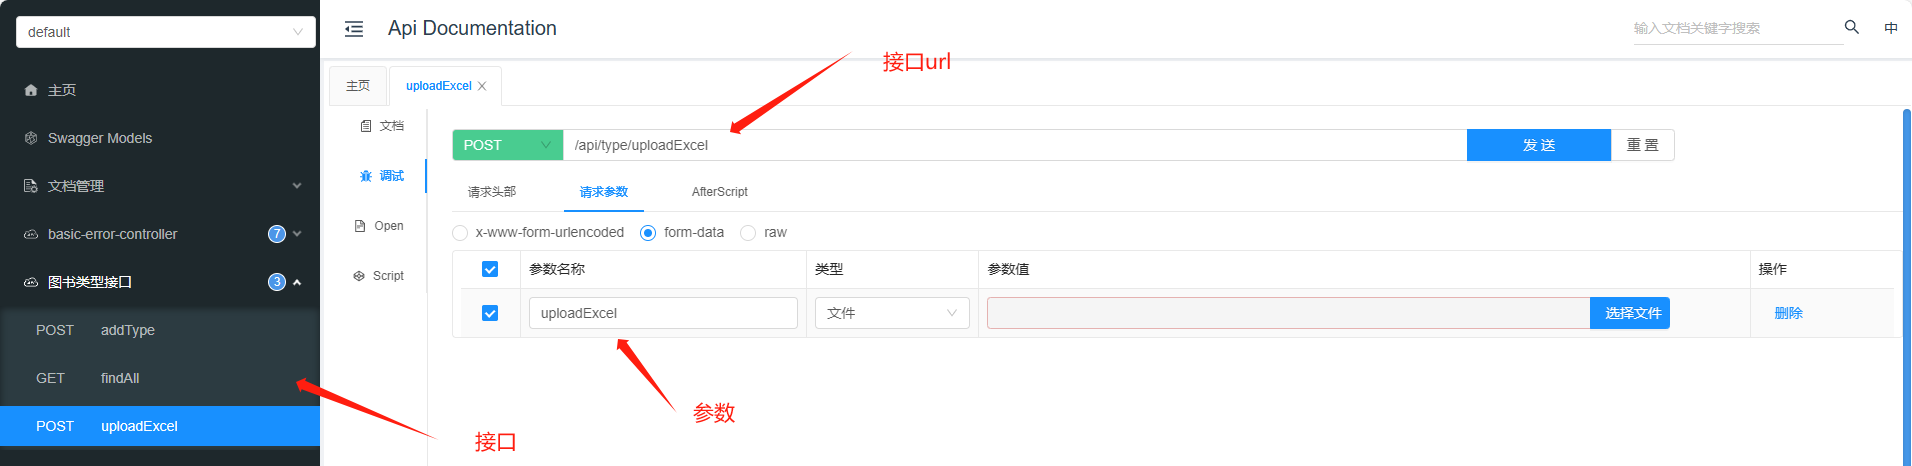 default
主页
Swagger Models
文档管理
basic-error-controller 7
图书类型接口 3
POST addType
GET findAll
POST uploadExcel
Api Documentation
输入文档关键字搜索
中
接口url
主页 uploadExcel
文档
调试
Open
Script
POST /api/type/uploadExcel 发 送 重 置
请求头部 请求参数 AfterScript
x-www-form-urlencoded form-data raw
参数名称 类型 参数值 操作
uploadExcel 文件 选择文件 删除
参数
接口